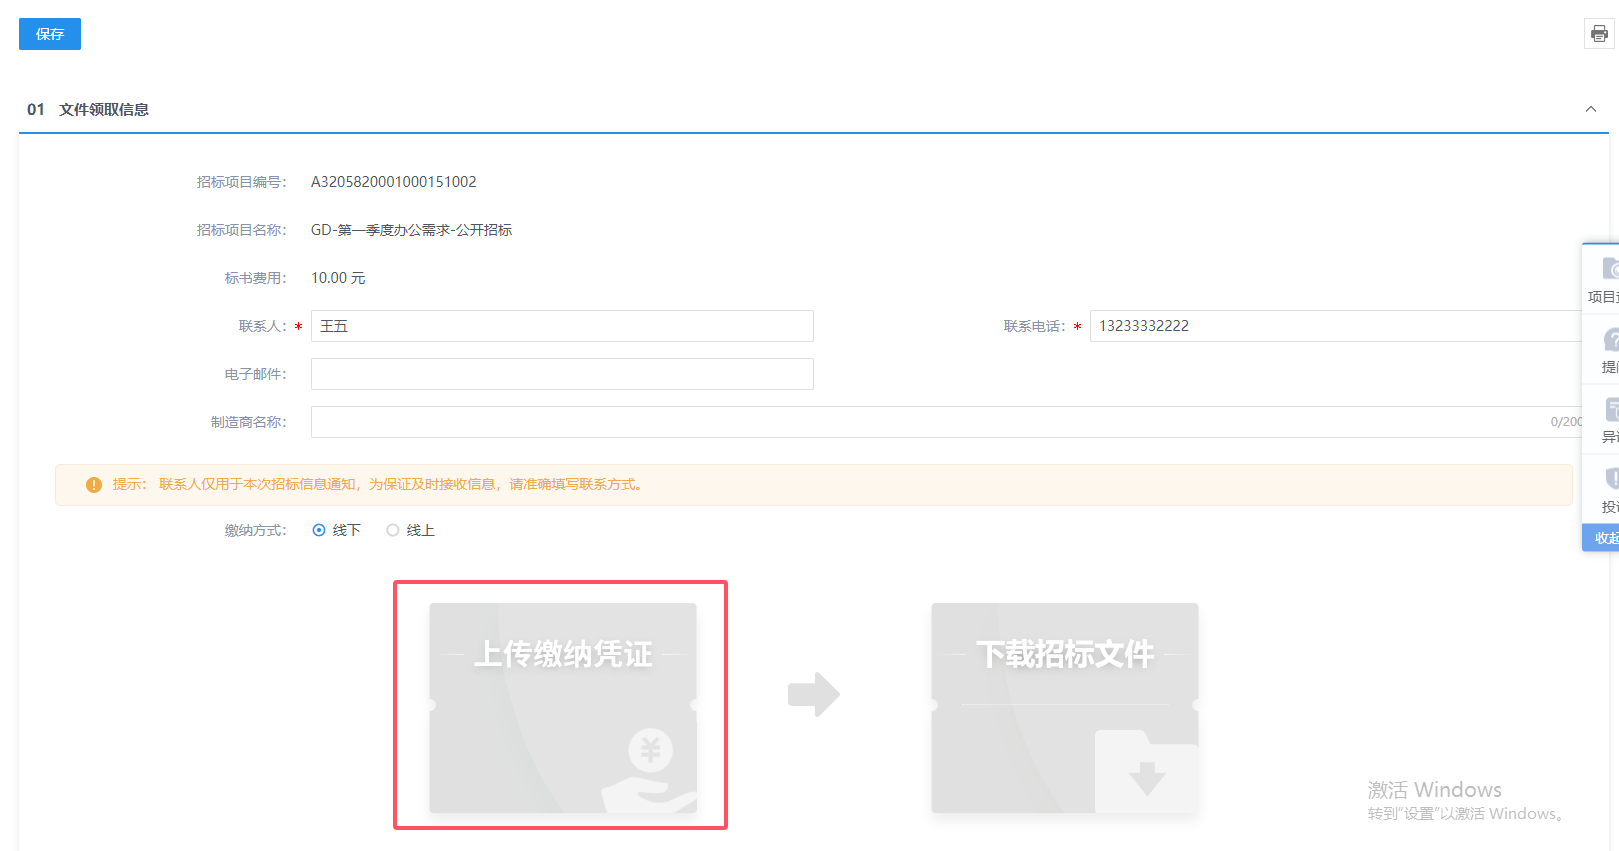 保存
01 文件领取信息
招标项目编号： A3205820001000151002
招标项目名称： GD-第一季度办公需求-公开招标
标书费用： 10.00 元
联系人：* 王五 联系电话：* 13233332222
电子邮件：
制造商名称： 0/200
提示： 联系人仅用于本次招标信息通知，为保证及时接收信息，请准确填写联系方式。
缴纳方式： 线下 线上
上传缴纳凭证 下载招标文件
项目
提
收起
激活 Windows
转到“设置”以激活 Windows。